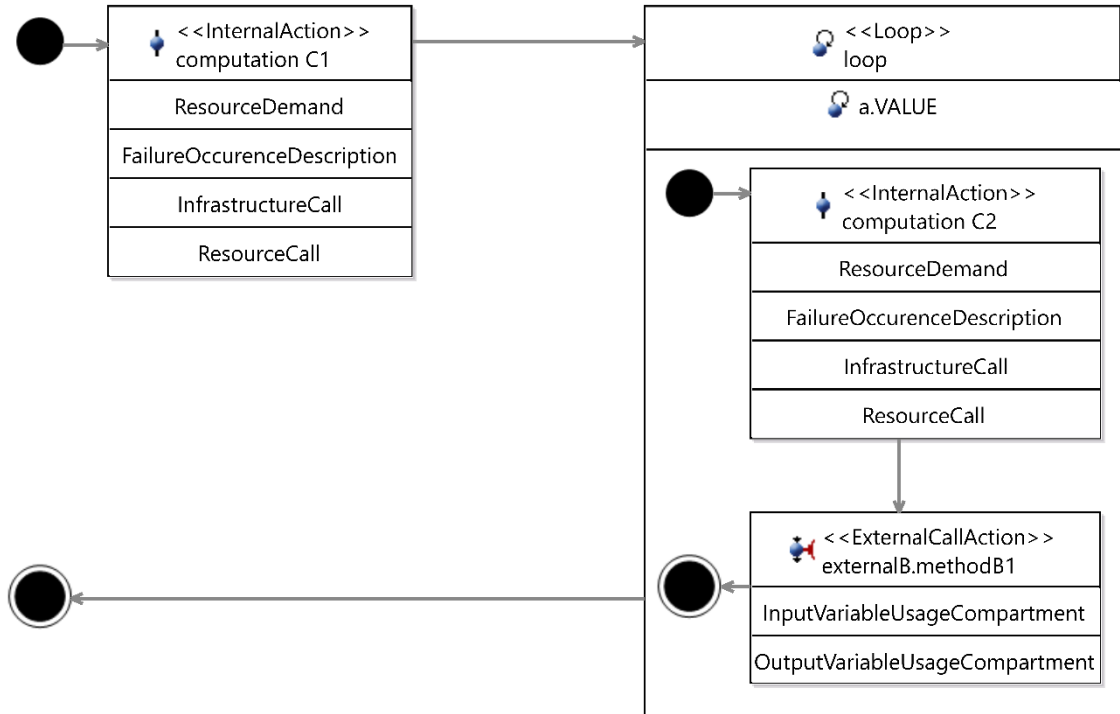 <<InternalAction>>
computation C1
ResourceDemand
FailureOccurenceDescription
InfrastructureCall
ResourceCall
<<Loop>>
loop
a.VALUE
<<InternalAction>>
computation C2
ResourceDemand
FailureOccurenceDescription
InfrastructureCall
ResourceCall
<<ExternalCallAction>>
externalB.methodB1
InputVariableUsageCompartment
OutputVariableUsageCompartment